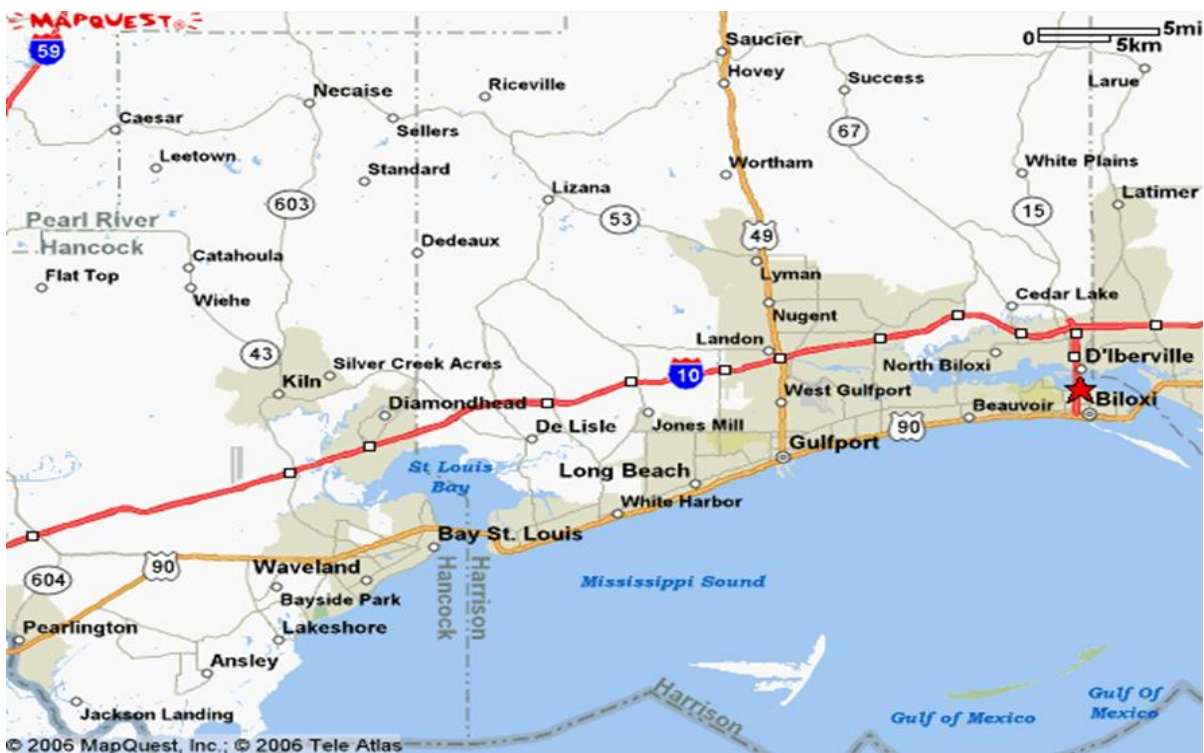 MAPQUEST
59
0
5mi
5km
Saucier
Hovey
Success
Larue
Necaise
Riceville
Caesar
Sellers
67
Leetown
Standard
Wortham
White Plains
Lizana
Latimer
603
53
15
Pearl River
Hancock
Dedeaux
49
Catahoula
Lyman
Flat Top
Wiehe
Cedar Lake
Nugent
Landon
43
Silver Creek Acres
10
D'Iberville
North Biloxi
Kiln
Diamondhead
West Gulfport
Biloxi
Beauvoir
De Lisle
Jones Mill
90
Gulfport
St Louis
Bay
Long Beach
White Harbor
Bay St. Louis
90
Waveland
604
Mississippi Sound
Hancock
Harrison
Bayside Park
Pearlington
Lakeshore
Ansley
Harrison
Jackson Landing
Gulf of Mexico
Gulf Of
Mexico
© 2006 MapQuest, Inc.; © 2006 Tele Atlas